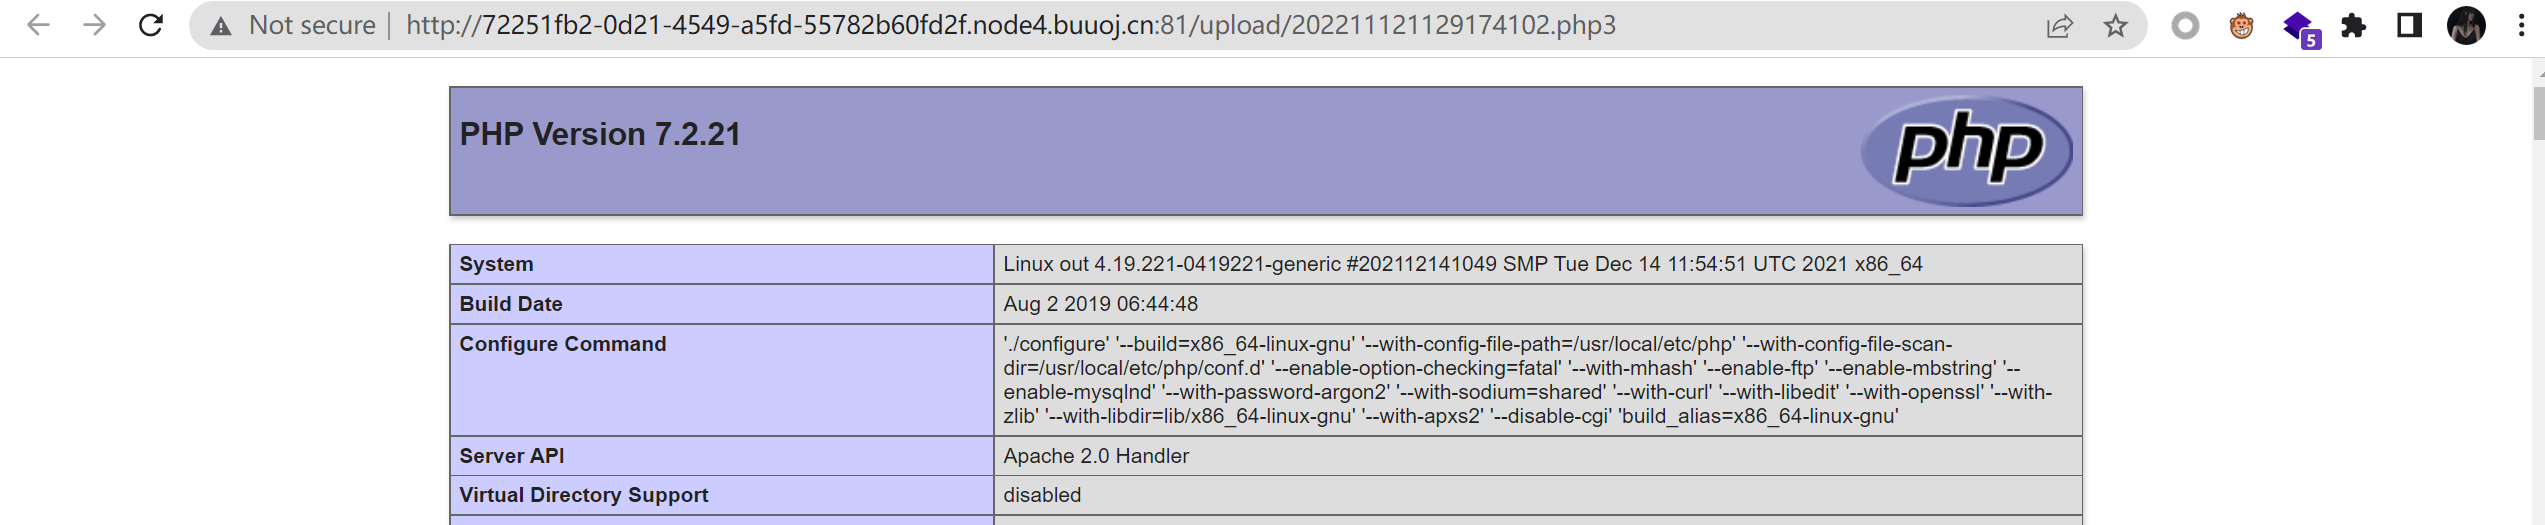 Not secure http://72251fb2-0d21-4549-a5fd-55782b60fd2f.node4.buuoj.cn:81/upload/202211121129174102.php3
5
PHP Version 7.2.21
php
System Linux out 4.19.221-0419221-generic #202112141049 SMP Tue Dec 14 11:54:51 UTC 2021 x86_64
Build Date Aug 2 2019 06:44:48
Configure Command './configure' '--build=x86_64-linux-gnu' '--with-config-file-path=/usr/local/etc/php' '--with-config-file-scan-
dir=/usr/local/etc/php/conf.d' '--enable-option-checking=fatal' '--with-mhash' '--enable-ftp' '--enable-mbstring' '--
enable-mysqlnd' '--with-password-argon2' '--with-sodium=shared' '--with-curl' '--with-libedit' '--with-openssl' '--with-
zlib' '--with-libdir=lib/x86_64-linux-gnu' '--with-apxs2' '--disable-cgi' 'build_alias=x86_64-linux-gnu'
Server API Apache 2.0 Handler
Virtual Directory Support disabled